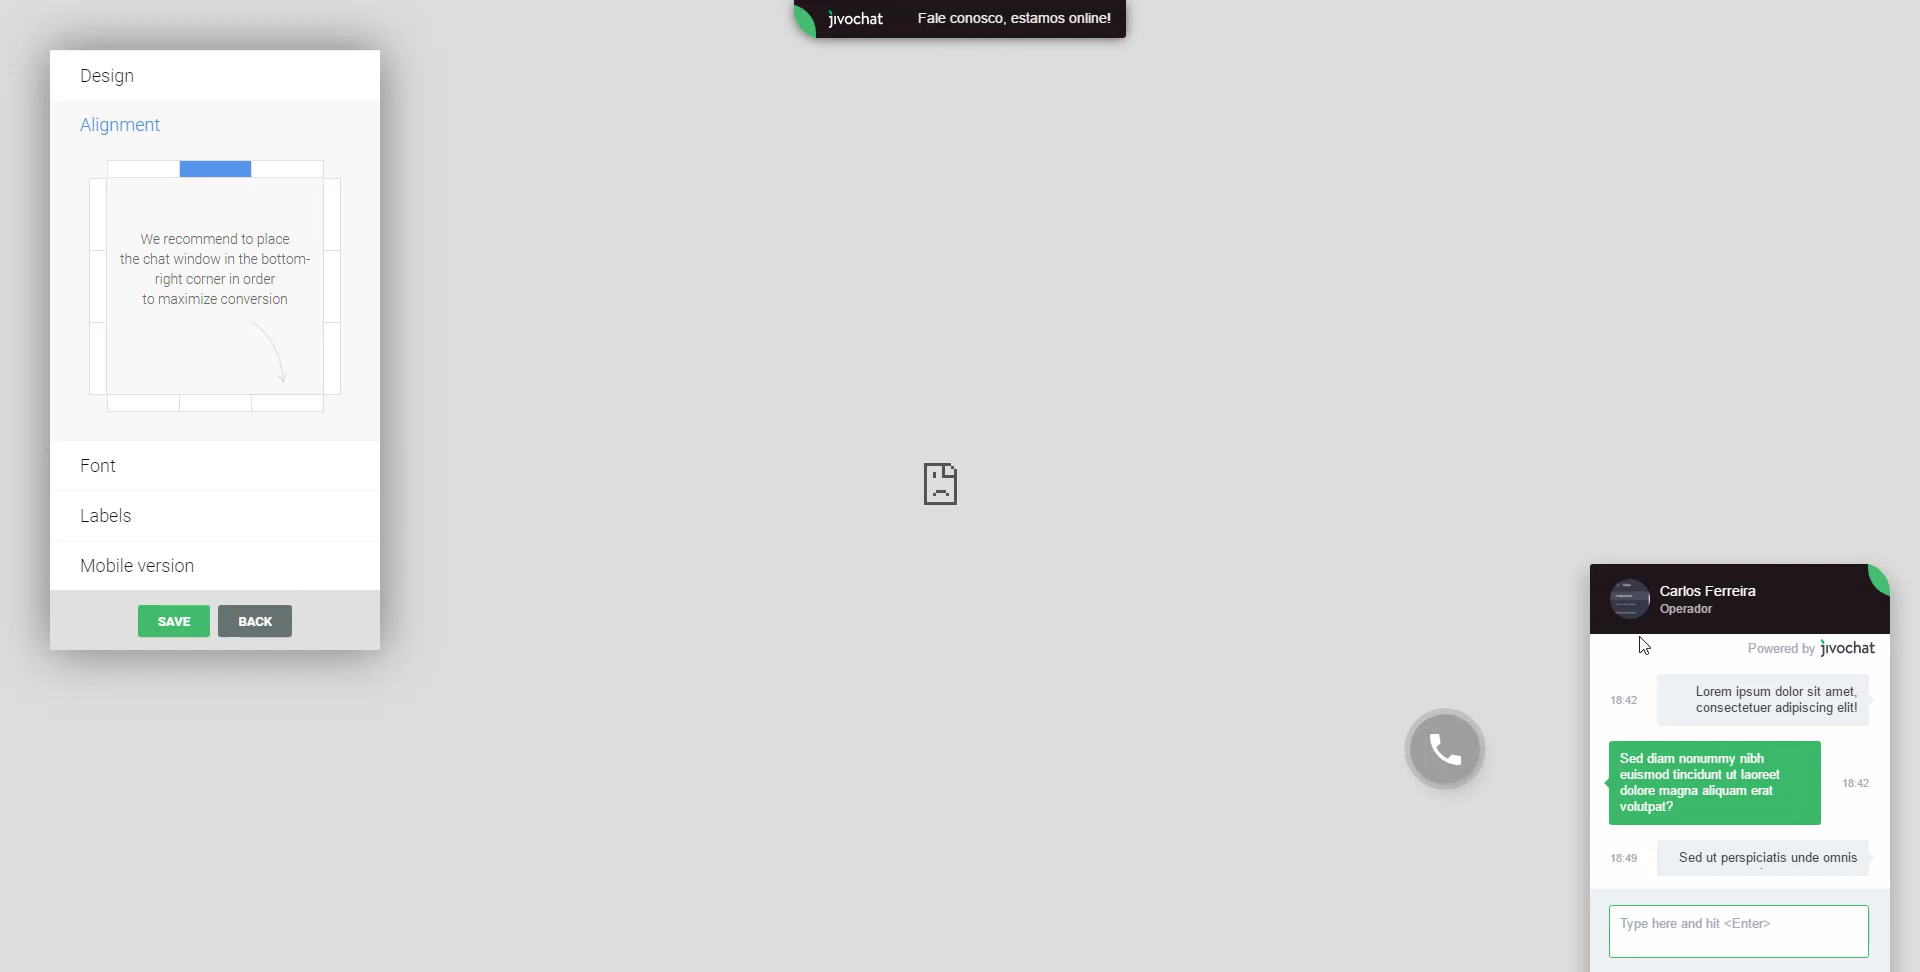 jivochat Fale conosco, estamos online!
Design
Alignment
We recommend to place
the chat window in the bottom-
right corner in order
to maximize conversion
Font
Labels
Mobile version
SAVE BACK
Carlos Ferreira
Operador
Powered by jivochat
18:42 Lorem ipsum dolor sit amet,
consectetuer adipiscing elit!
Sed diam nonummy nibh
euismod tincidunt ut laoreet
dolore magna aliquam erat
volutpat?
18:42
18:49 Sed ut perspiciatis unde omnis
Type here and hit <Enter>